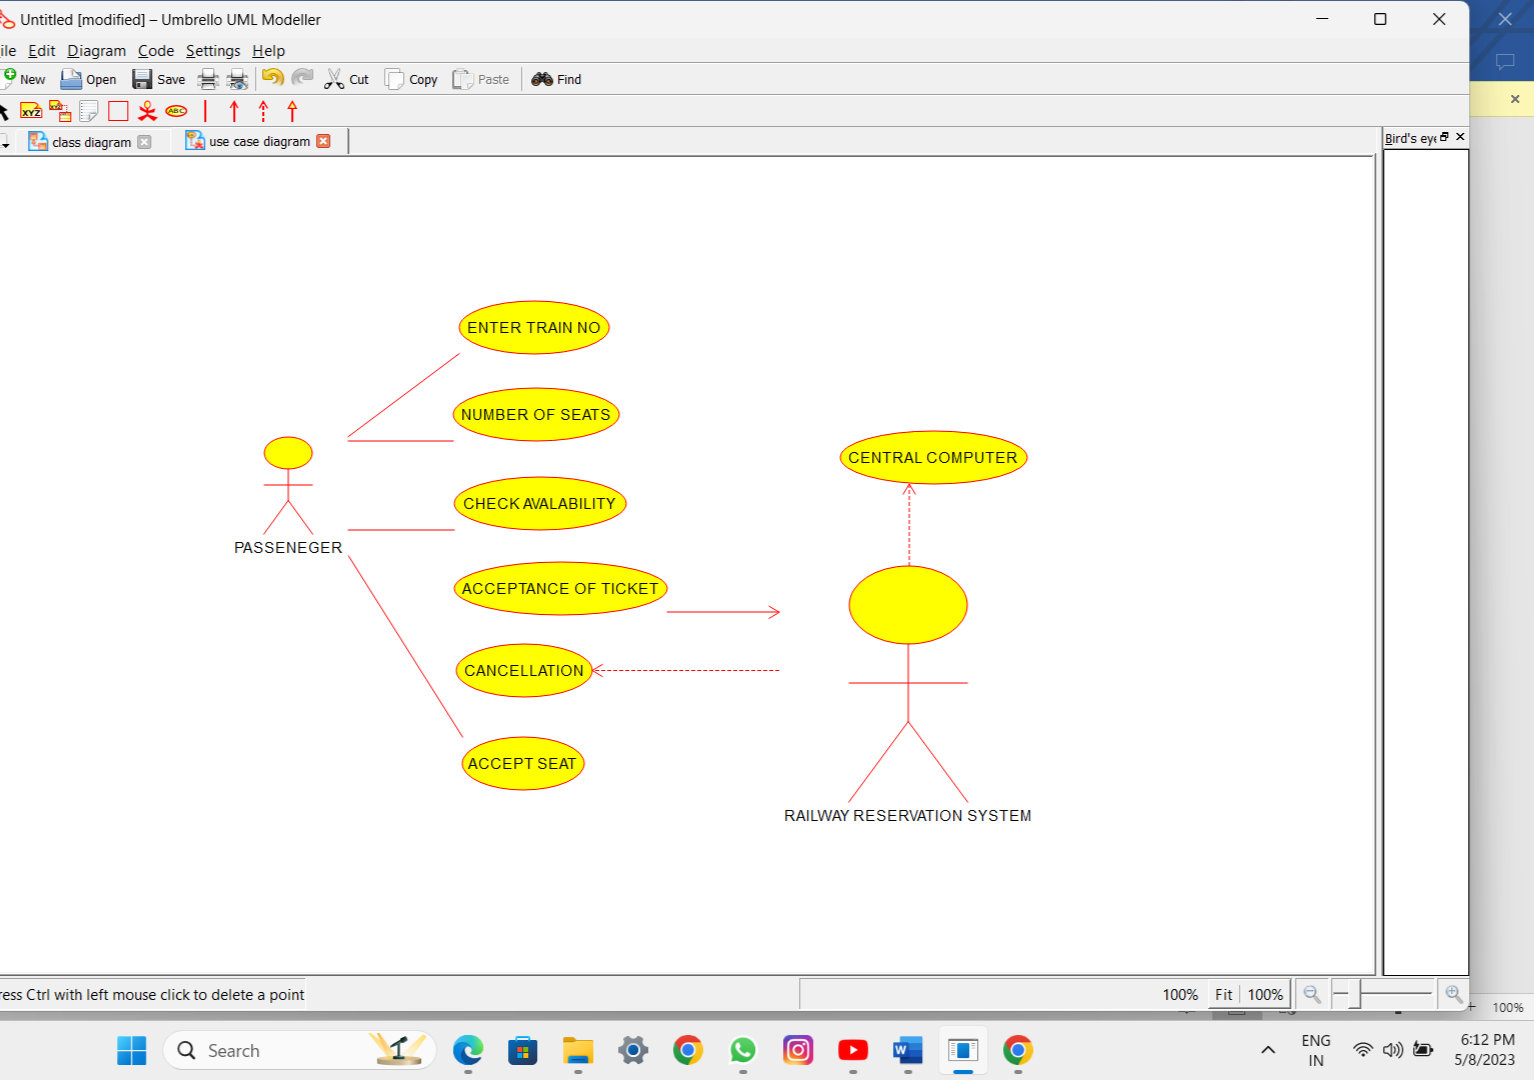 Untitled [modified] – Umbrello UML Modeller
ile Edit Diagram Code Settings Help
New Open Save Cut Copy Paste Find
XYZ XYZ ABC
class diagram use case diagram
Bird's eye
ENTER TRAIN NO
NUMBER OF SEATS
CENTRAL COMPUTER
CHECK AVALABILITY
PASSENEGER
ACCEPTANCE OF TICKET
CANCELLATION
ACCEPT SEAT
RAILWAY RESERVATION SYSTEM
ress Ctrl with left mouse click to delete a point
100% Fit 100%
100%
Search
ENG
IN
6:12 PM
5/8/2023